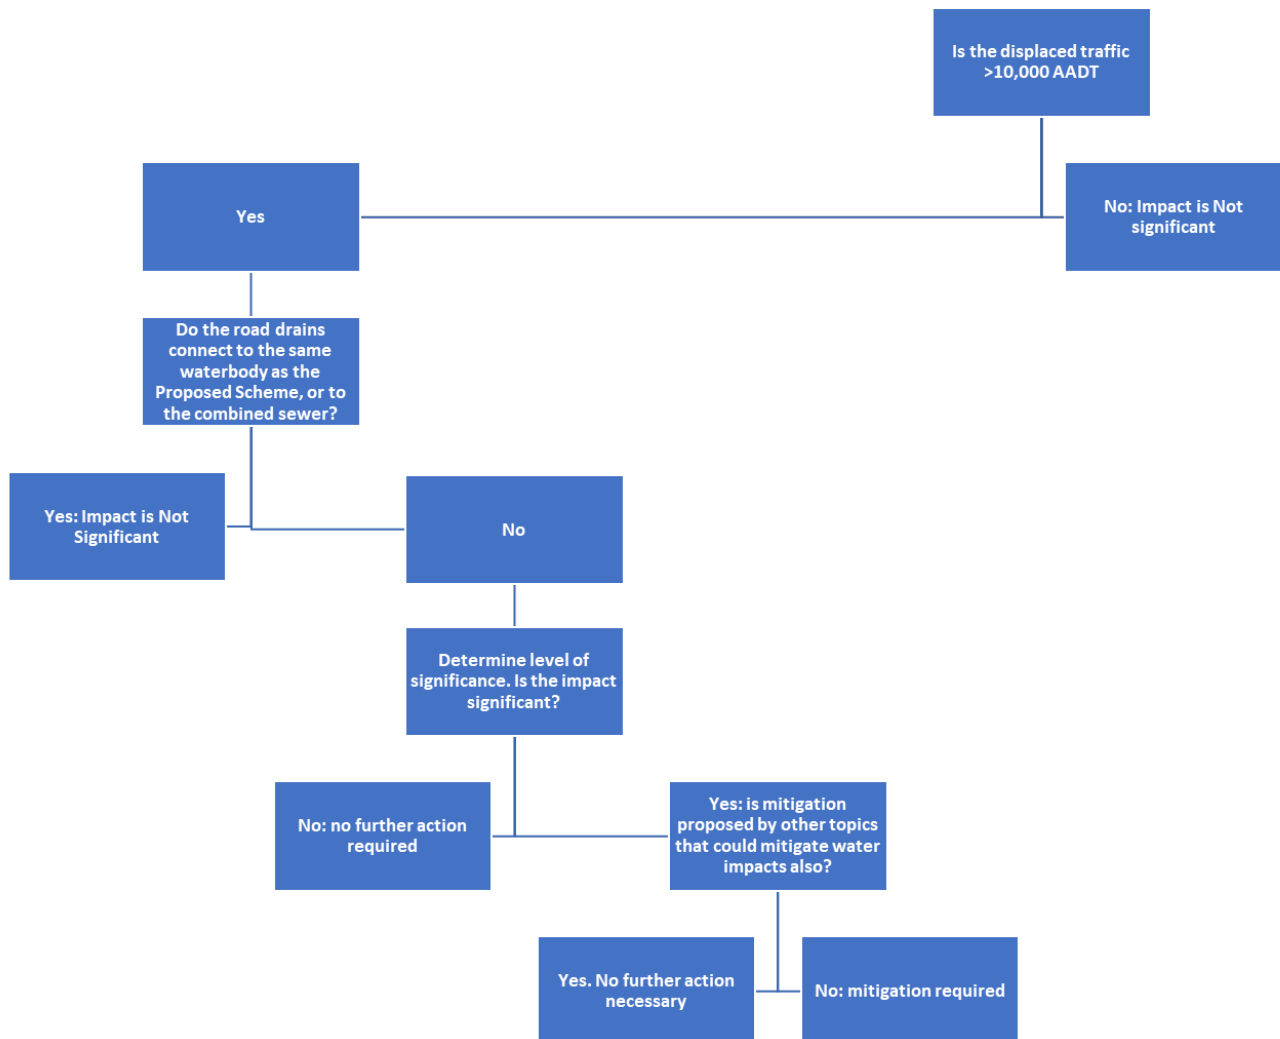 Is the displaced traffic
>10,000 AADT
Yes
No: Impact is Not
significant
Do the road drains
connect to the same
waterbody as the
Proposed Scheme, or to
the combined sewer?
Yes: Impact is Not
Significant
No
Determine level of
significance. Is the impact
significant?
No: no further action
required
Yes: is mitigation
proposed by other topics
that could mitigate water
impacts also?
Yes. No further action
necessary
No: mitigation required